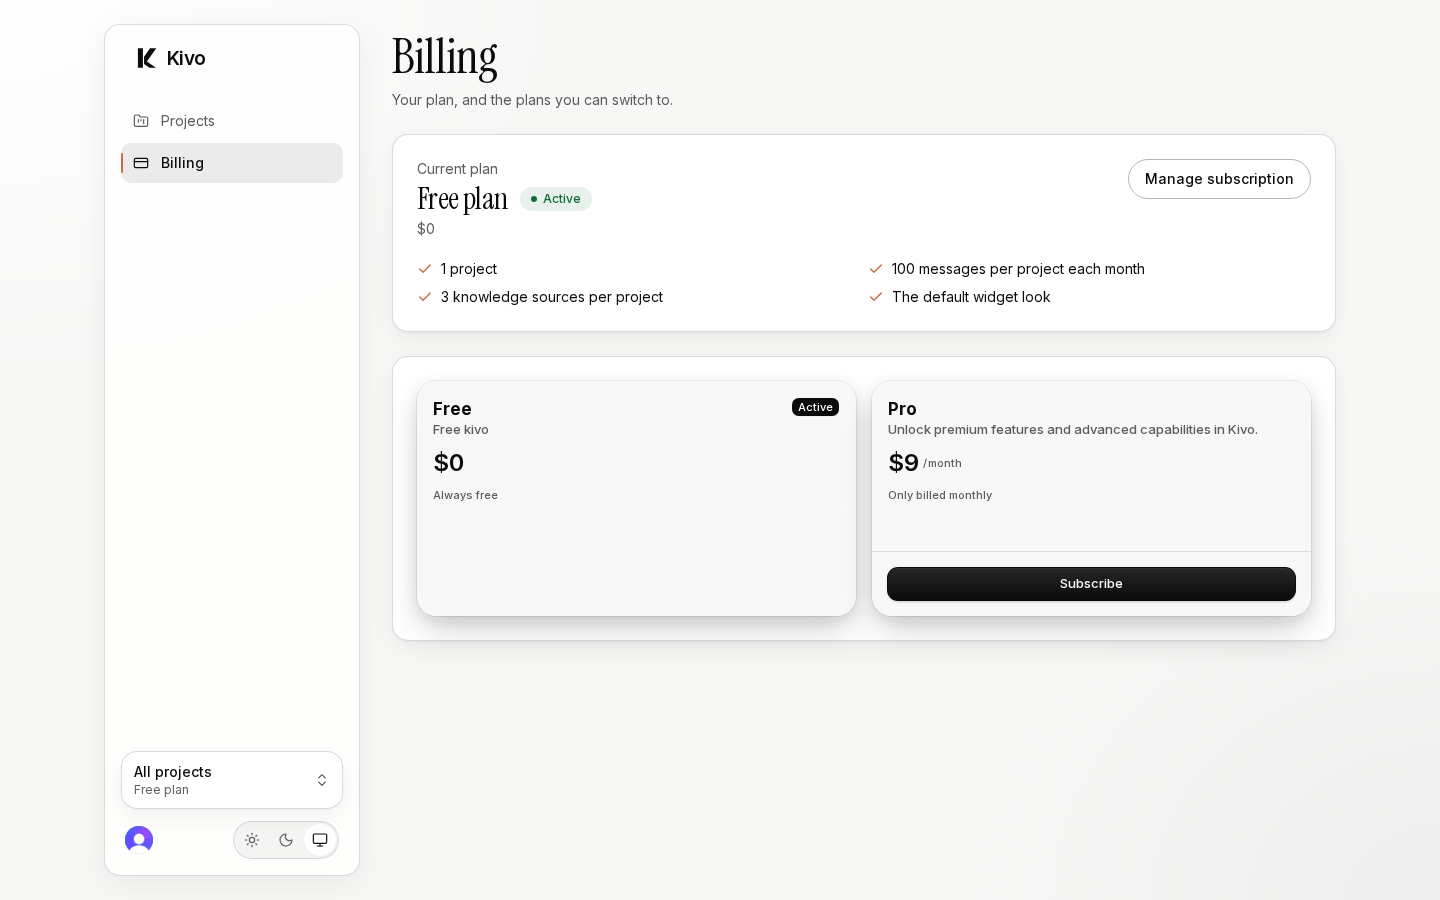 Kivo
Projects
Billing
All projects
Free plan
Billing
Your plan, and the plans you can switch to.
Current plan
Free plan
Active
$0
Manage subscription
1 project
100 messages per project each month
3 knowledge sources per project
The default widget look
Free
Active
Free kivo
$0
Always free
Pro
Unlock premium features and advanced capabilities in Kivo.
$9 /month
Only billed monthly
Subscribe